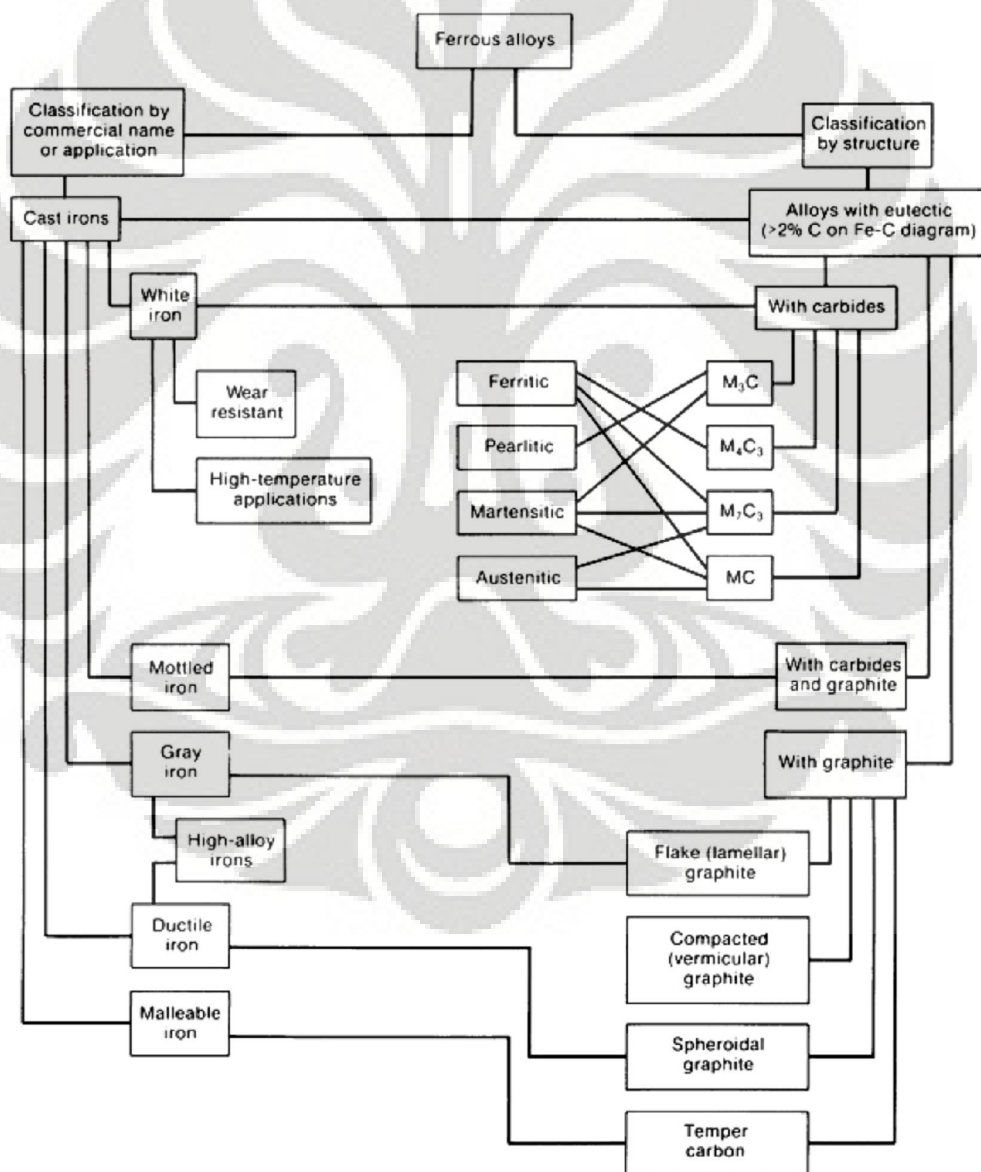 Ferrous alloys
Classification by
commercial name
or application
Classification
by structure
Cast irons
Alloys with eutectic
(>2% C on Fe-C diagram)
White
iron
With carbides
Wear
resistant
High-temperature
applications
Ferritic
M₃C
Pearlitic
M₄C₃
Martensitic
M₇C₃
Austenitic
MC
Mottled
iron
With carbides
and graphite
Gray
iron
With graphite
High-alloy
irons
Flake (lamellar)
graphite
Ductile
iron
Compacted
(vermicular)
graphite
Malleable
iron
Spheroidal
graphite
Temper
carbon